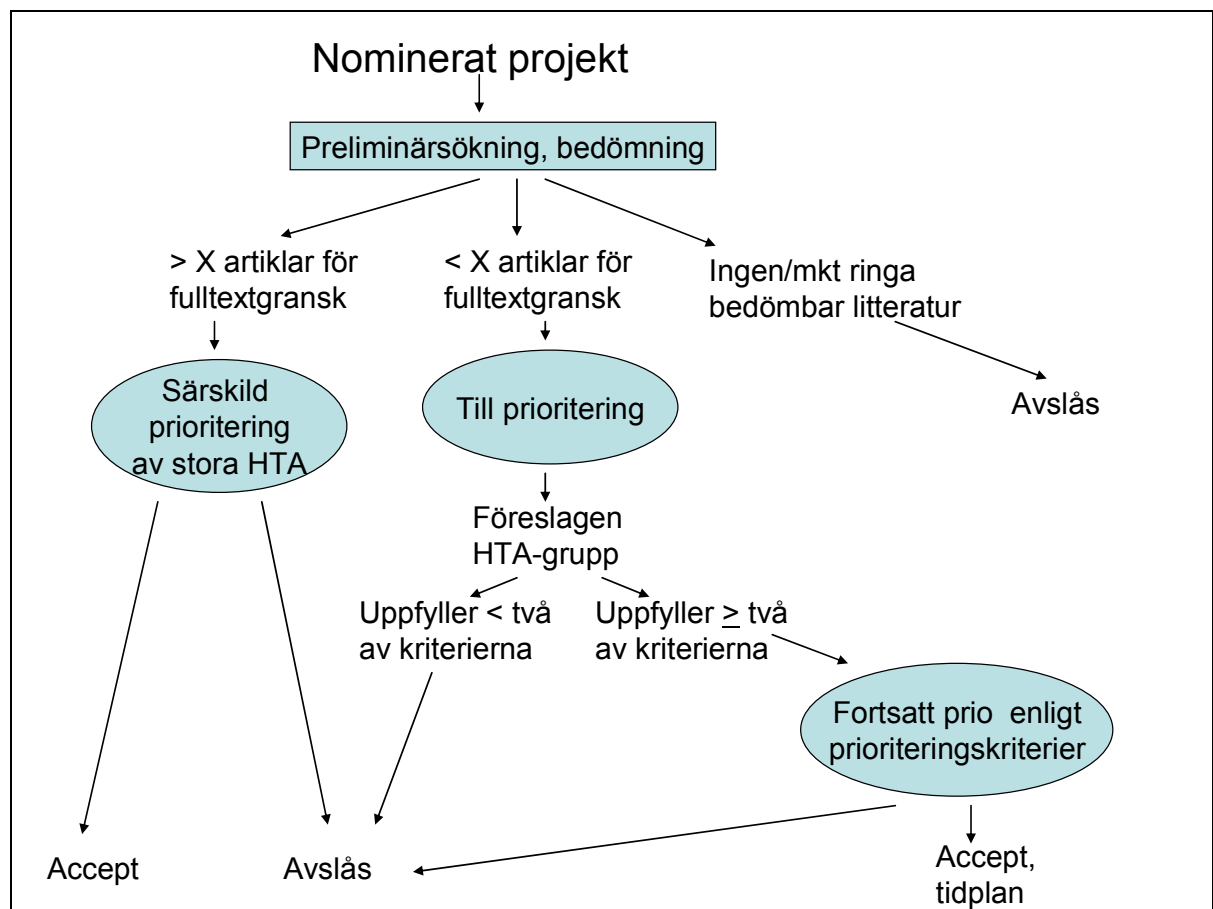 Nominerat projekt
Preliminärsökning, bedömning
> X artiklar för
fulltextgransk
< X artiklar för
fulltextgransk
Ingen/mkt ringa
bedömbar litteratur
Avslås
Särskild
prioritering
av stora HTA
Till prioritering
Föreslagen
HTA-grupp
Uppfyller < två
av kriterierna
Uppfyller ≥ två
av kriterierna
Fortsatt prio enligt
prioriteringskriterier
Accept
Avslås
Accept,
tidplan